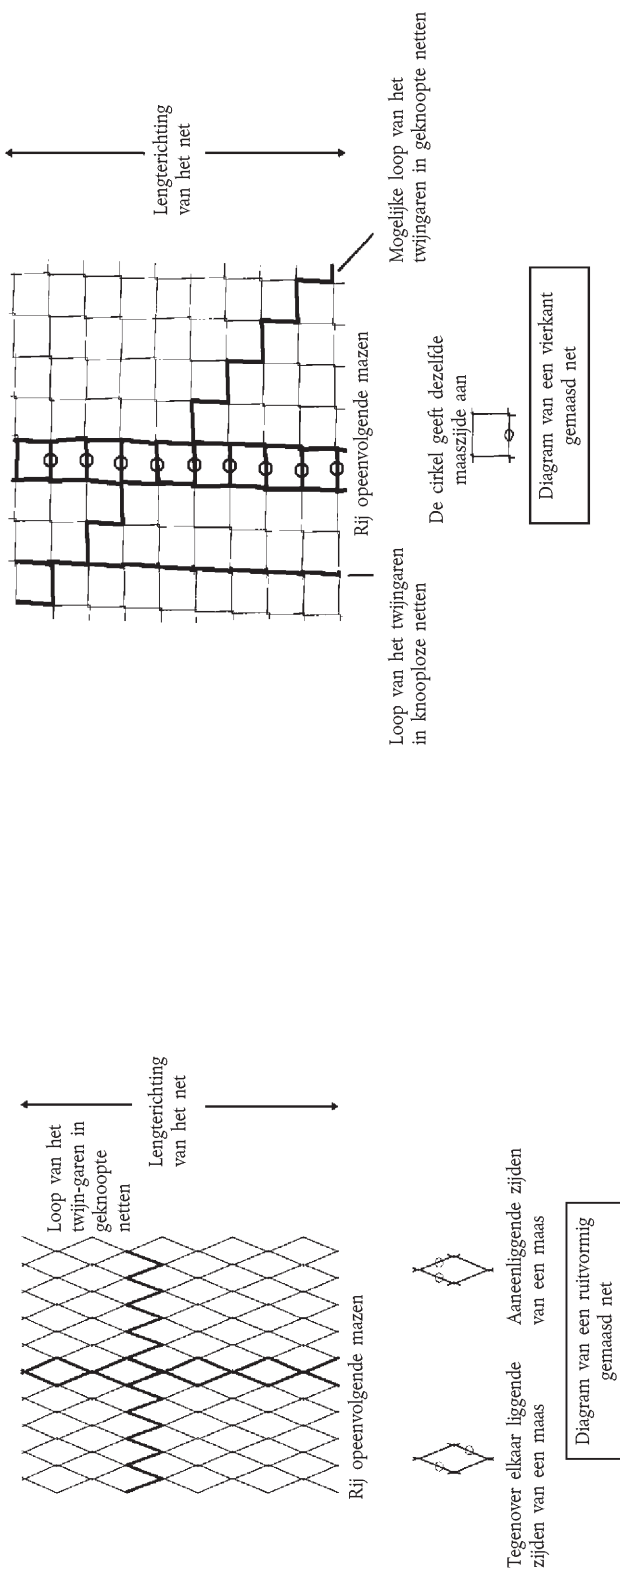 Loop van het
twijn-garen in
geknoopte
netten
Lengterichting
van het net
Rij opeenvolgende mazen
Tegenover elkaar liggende
zijden van een maas
Aaneenliggende zijden
van een maas
Diagram van een ruitvormig
gemaasd net
Lengterichting
van het net
Rij opeenvolgende mazen
Loop van het twijngaren
in knooploze netten
Mogelijke loop van het
twijngaren in geknoopte netten
De cirkel geeft dezelfde
maaszijde aan
Diagram van een vierkant
gemaasd net